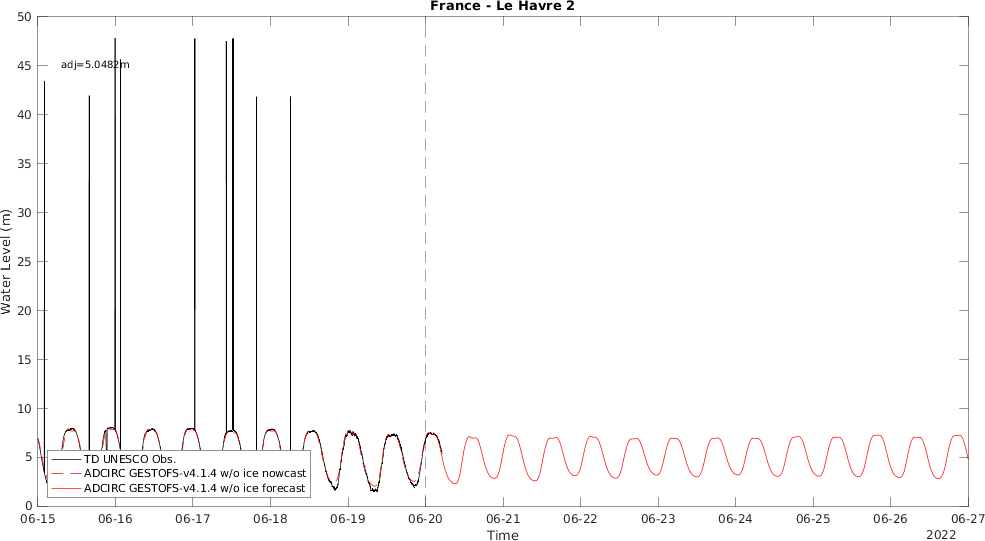 France - Le Havre 2
50
45
40
35
30
25
20
15
10
5
0
adj=5.0482m
Water Level (m)
TD UNESCO Obs.
ADCIRC GESTOFS-v4.1.4 w/o ice nowcast
ADCIRC GESTOFS-v4.1.4 w/o ice forecast
06-15 06-16 06-17 06-18 06-19 06-20 06-21 06-22 06-23 06-24 06-25 06-26 06-27
Time
2022